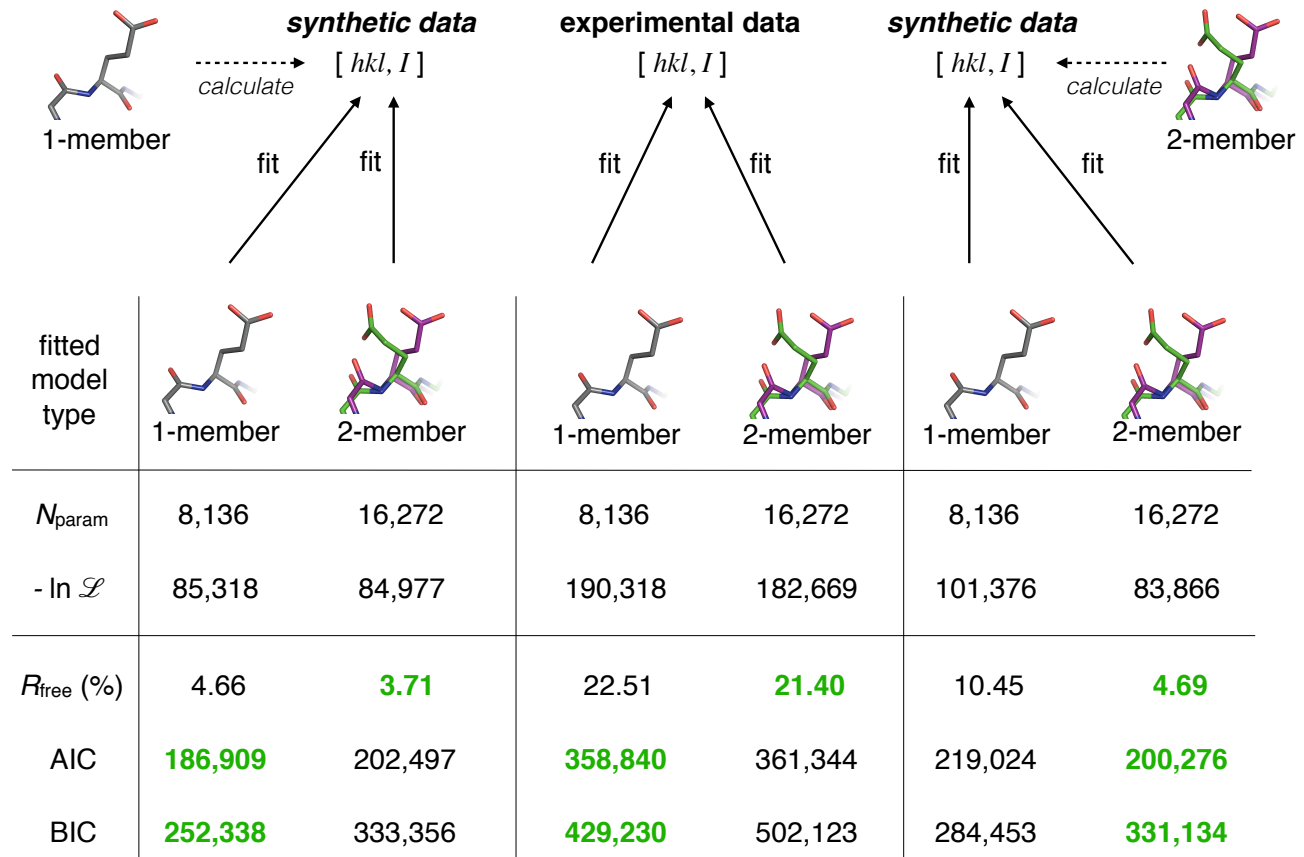 synthetic data experimental data synthetic data
[ hkl, I ] [ hkl, I ] [ hkl, I ]
calculate calculate
1-member 2-member
fit fit fit fit fit fit
fitted
model
type
1-member 2-member 1-member 2-member 1-member 2-member
Nparam 8,136 16,272 8,136 16,272 8,136 16,272
- ln ℒ 85,318 84,977 190,318 182,669 101,376 83,866
Rfree (%) 4.66 3.71 22.51 21.40 10.45 4.69
AIC 186,909 202,497 358,840 361,344 219,024 200,276
BIC 252,338 333,356 429,230 502,123 284,453 331,134